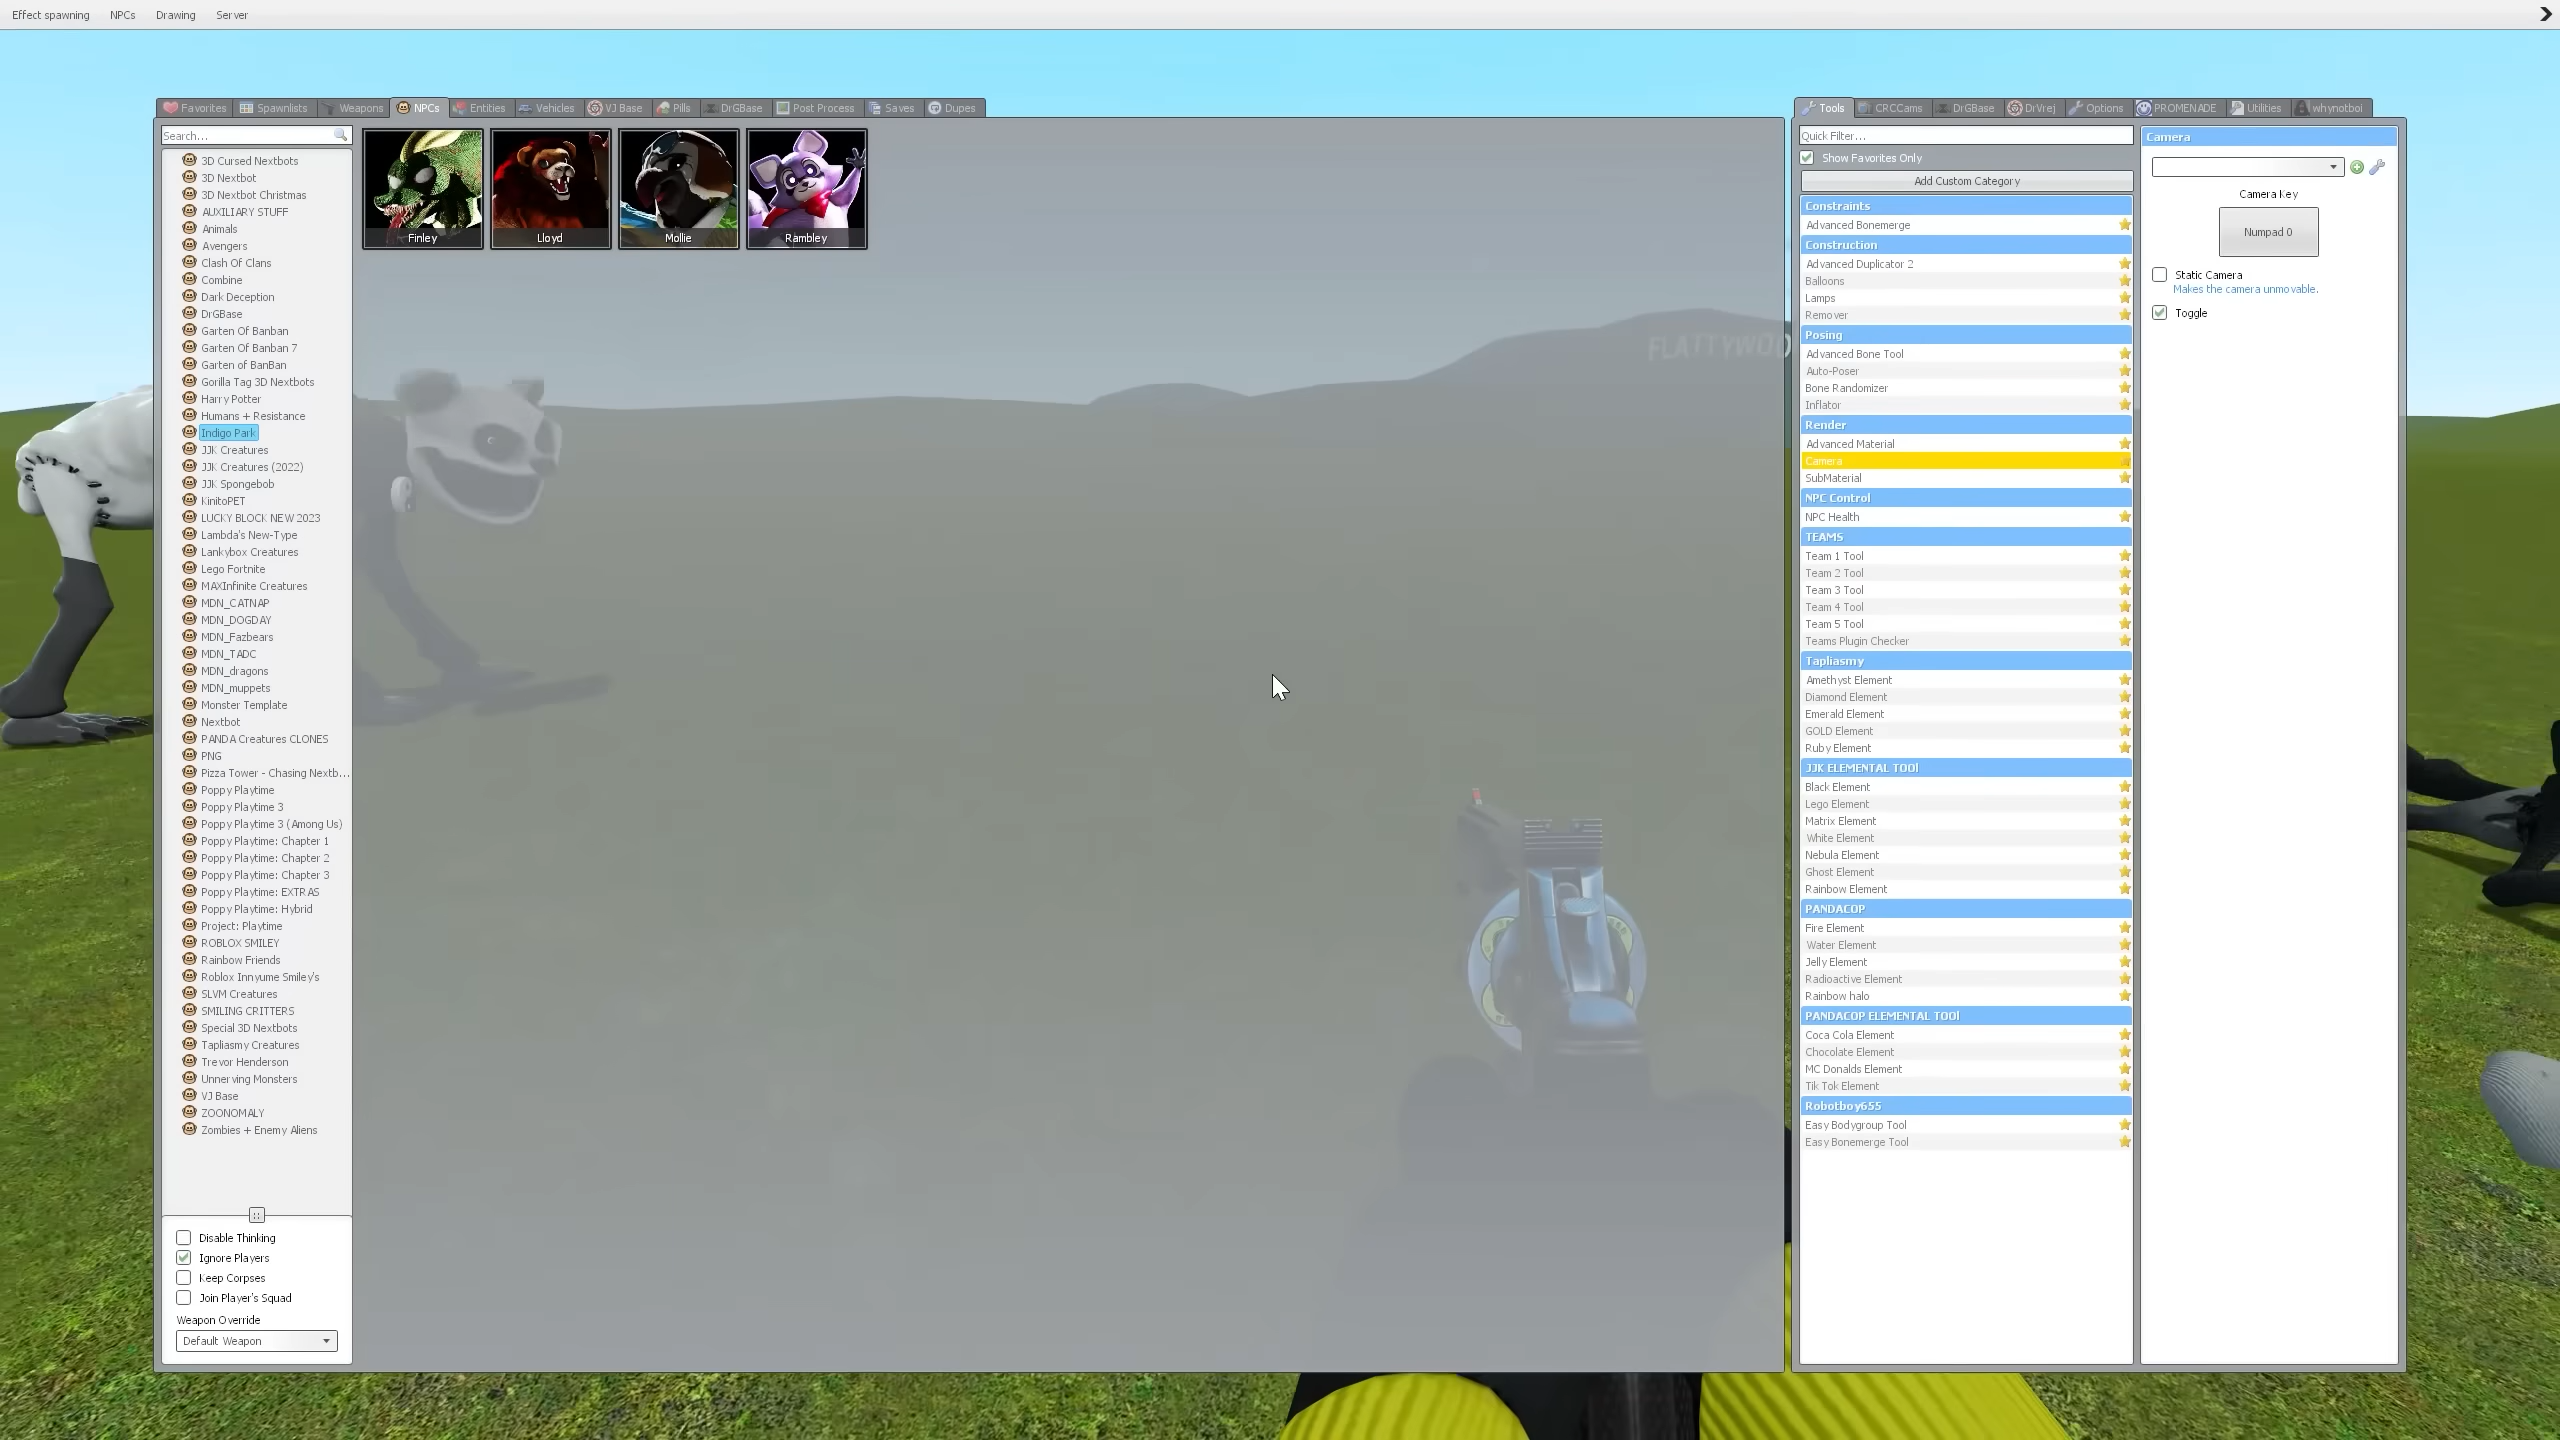 Effect spawning NPCs Drawing Server
Favorites Spawnlists Weapons NPCs Entities Vehicles VJ Base Pills DrGBase Post Process Saves Dupes
Search...
3D Cursed Nextbots
3D Nextbot
3D Nextbot Christmas
AUXILIARY STUFF
Animals
Avengers
Clash Of Clans
Combine
Dark Deception
DrGBase
Garten Of Banban
Garten Of Banban 7
Garten of BanBan
Gorilla Tag 3D Nextbots
Harry Potter
Humans + Resistance
Indigo Park
JJK Creatures
JJK Creatures (2022)
JJK Spongebob
KinitoPET
LUCKY BLOCK NEW 2023
Lambda's New-Type
Lankybox Creatures
Lego Fortnite
MAXInfinite Creatures
MDN_CATNAP
MDN_DOGDAY
MDN_Fazbears
MDN_TADC
MDN_dragons
MDN_muppets
Monster Template
Nextbot
PANDA Creatures CLONES
PNG
Pizza Tower - Chasing Nextb...
Poppy Playtime
Poppy Playtime 3
Poppy Playtime 3 (Among Us)
Poppy Playtime: Chapter 1
Poppy Playtime: Chapter 2
Poppy Playtime: Chapter 3
Poppy Playtime: EXTRAS
Poppy Playtime: Hybrid
Project: Playtime
ROBLOX SMILEY
Rainbow Friends
Roblox Innyume Smiley's
SLVM Creatures
SMILING CRITTERS
Special 3D Nextbots
Tapliasmy Creatures
Trevor Henderson
Unnerving Monsters
VJ Base
ZOONOMALY
Zombies + Enemy Aliens
Disable Thinking
Ignore Players
Keep Corpses
Join Player's Squad
Weapon Override
Default Weapon
Finley Lloyd Mollie Rambley
FLATTYWOO
Tools CRCCams DrGBase DrVrej Options PROMENADE Utilities whynotboi
Quick Filter...
Show Favorites Only
Add Custom Category
Constraints
Advanced Bonemerge
Construction
Advanced Duplicator 2
Balloons
Lamps
Remover
Posing
Advanced Bone Tool
Auto-Poser
Bone Randomizer
Inflator
Render
Advanced Material
Camera
SubMaterial
NPC Control
NPC Health
TEAMS
Team 1 Tool
Team 2 Tool
Team 3 Tool
Team 4 Tool
Team 5 Tool
Teams Plugin Checker
Tapliasmy
Amethyst Element
Diamond Element
Emerald Element
GOLD Element
Ruby Element
JJK ELEMENTAL TOOl
Black Element
Lego Element
Matrix Element
White Element
Nebula Element
Ghost Element
Rainbow Element
PANDACOP
Fire Element
Water Element
Jelly Element
Radioactive Element
Rainbow halo
PANDACOP ELEMENTAL TOOl
Coca Cola Element
Chocolate Element
MC Donalds Element
Tik Tok Element
Robotboy655
Easy Bodygroup Tool
Easy Bonemerge Tool
Camera
Camera Key
Numpad 0
Static Camera
Makes the camera unmovable.
Toggle